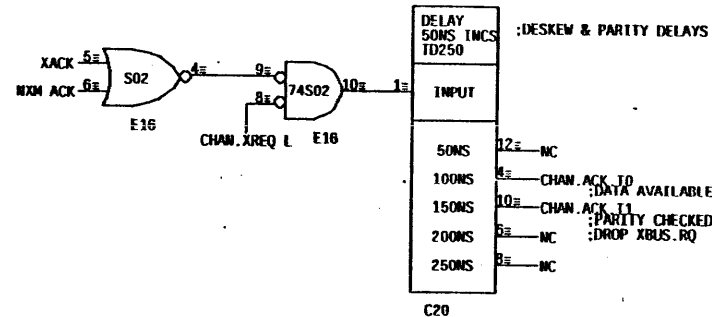 DELAY
50NS INCS
TD250
;DESKEW & PARITY DELAYS
XACK 5
NXM ACK 6
S02
4
E16
9
8
74S02
10
CHAN.XREQ L
E16
1
INPUT
50NS 12 NC
100NS 4 CHAN.ACK T0
;DATA AVAILABLE
150NS 10 CHAN.ACK T1
;PARITY CHECKED
200NS 6 NC
;DROP XBUS.RQ
250NS 8 NC
C20